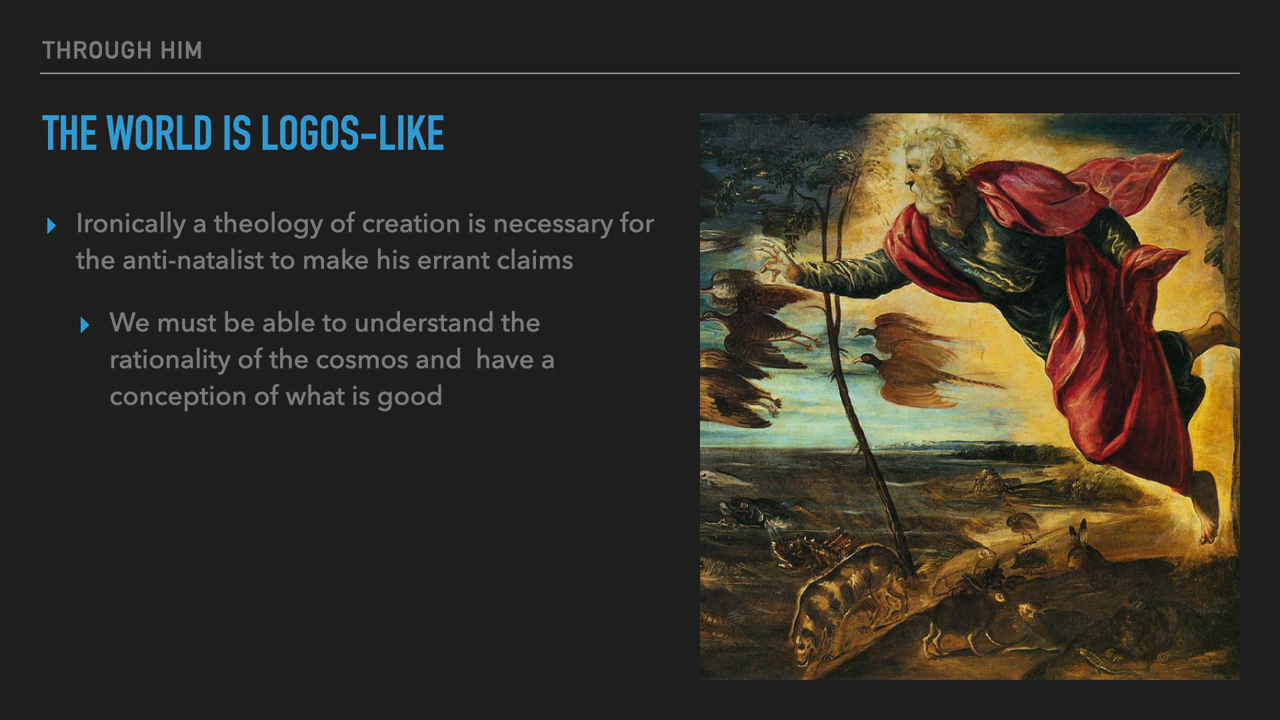 THROUGH HIM
THE WORLD IS LOGOS-LIKE
Ironically a theology of creation is necessary for
the anti-natalist to make his errant claims
We must be able to understand the
rationality of the cosmos and  have a
conception of what is good